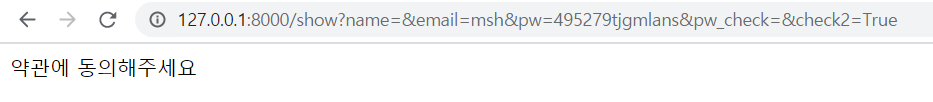 127.0.0.1:8000/show?name=&email=msh&pw=495279tjgmlans&pw_check=&check2=True
약관에 동의해주세요